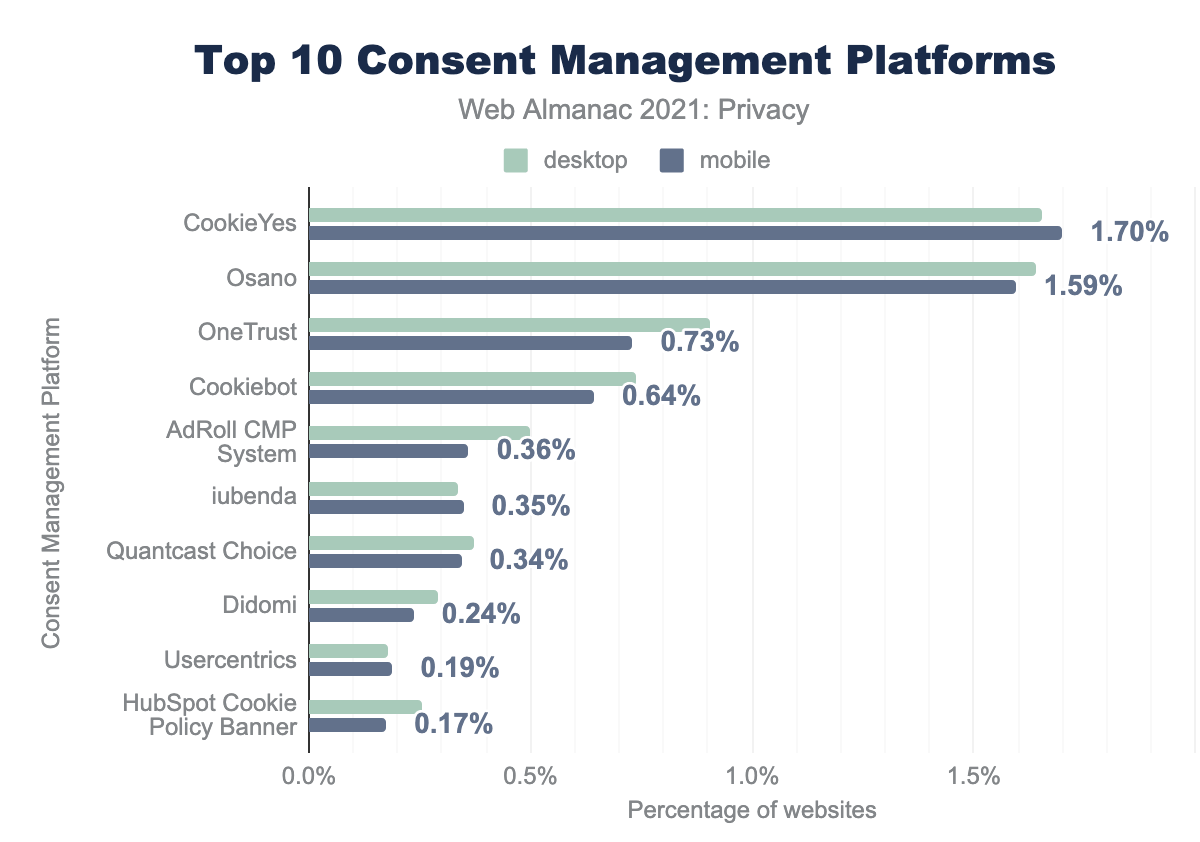 Top 10 Consent Management Platforms
Web Almanac 2021: Privacy
desktop
mobile
Consent Management Platform
CookieYes
1.70%
Osano
1.59%
OneTrust
0.73%
Cookiebot
0.64%
AdRoll CMP
System
0.36%
iubenda
0.35%
Quantcast Choice
0.34%
Didomi
0.24%
Usercentrics
0.19%
HubSpot Cookie
Policy Banner
0.17%
0.0%
0.5%
1.0%
1.5%
Percentage of websites